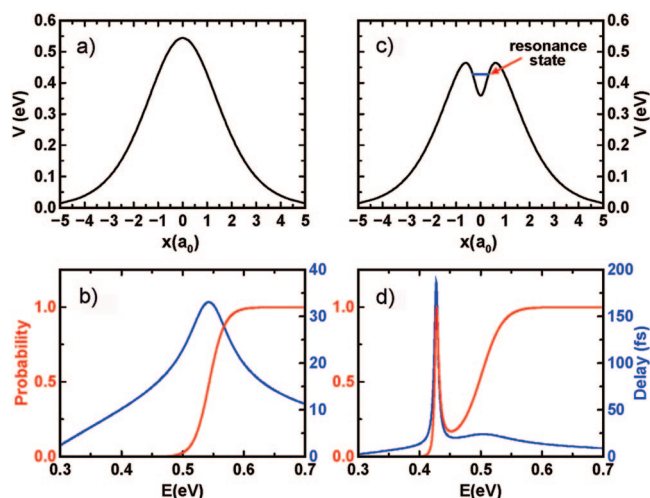 a)
V (eV)
0.6
0.5
0.4
0.3
0.2
0.1
0.0
−5 −4 −3 −2 −1 0 1 2 3 4 5
x(a0)
c)
resonance
state
0.6
0.5
0.4
0.3
0.2
0.1
0.0
V (eV)
−5 −4 −3 −2 −1 0 1 2 3 4 5
x(a0)
b)
Probability
1.0
0.5
0.0
40
30
20
10
0
0.3 0.4 0.5 0.6 0.7
E(eV)
d)
1.0
0.5
0.0
200
150
100
50
0
Delay (fs)
0.3 0.4 0.5 0.6 0.7
E(eV)